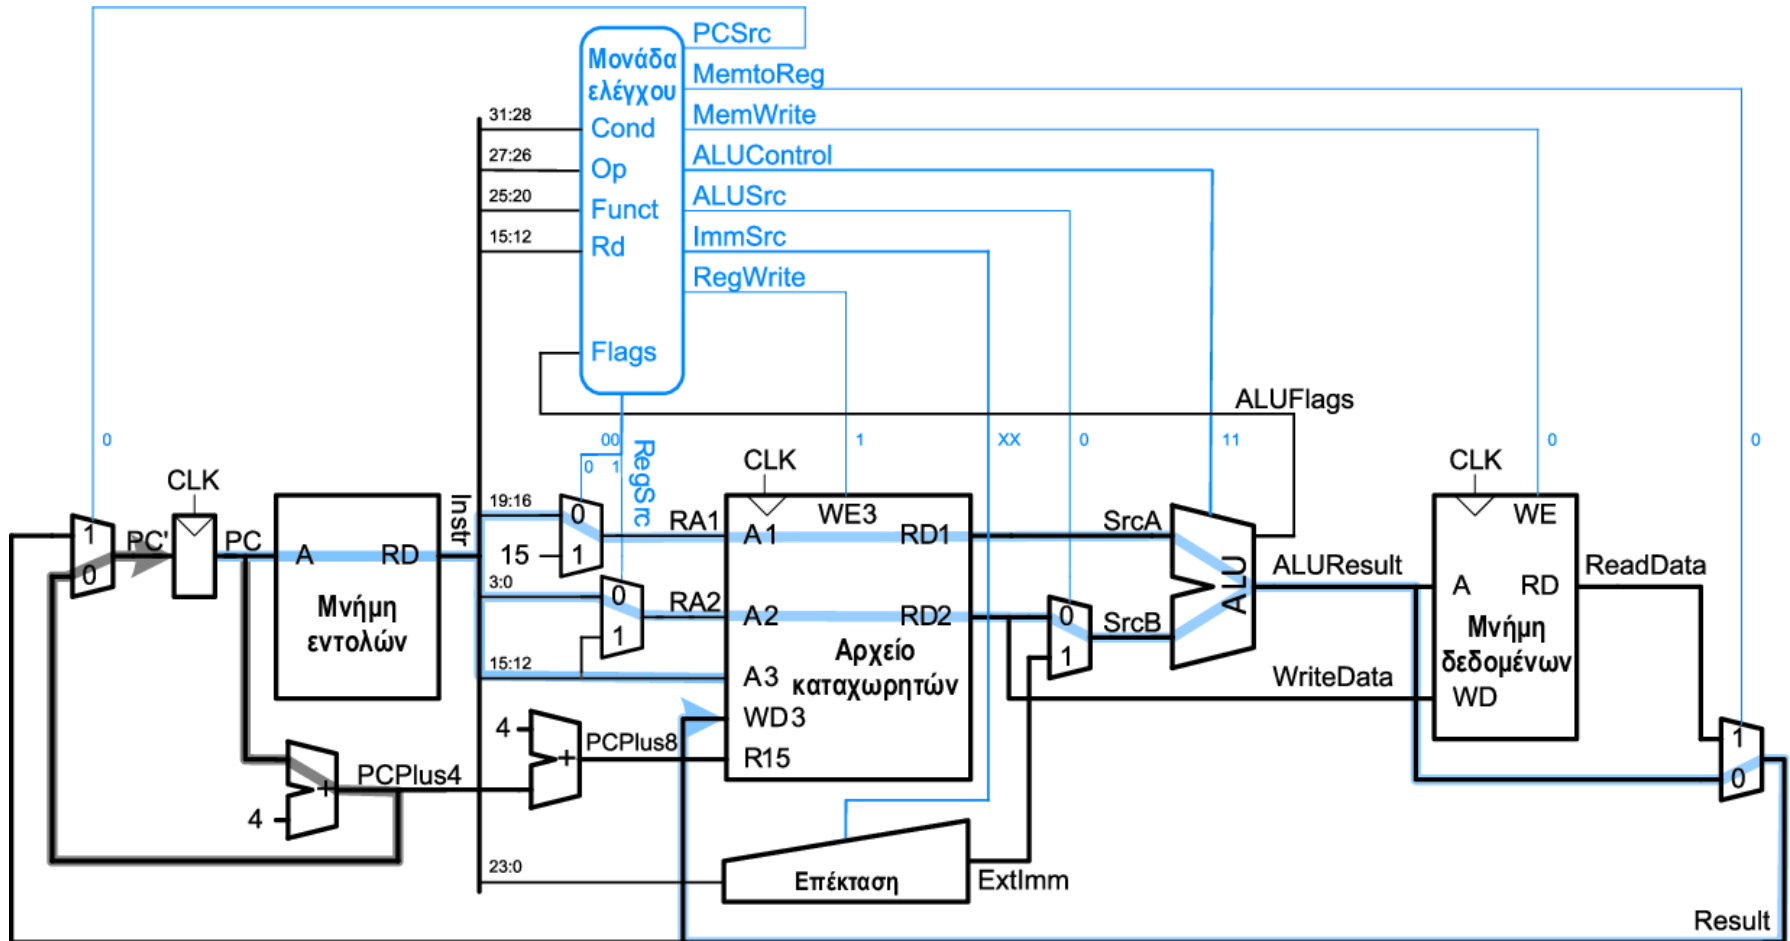 PCSrc
Μονάδα
ελέγχου
MemtoReg
MemWrite
31:28
Cond
27:26
Op
ALUControl
25:20
Funct
ALUSrc
15:12
Rd
ImmSrc
RegWrite
Flags
ALUFlags
0
00
RegSrc
1
XX
0
11
0
0
0 1
CLK
CLK
CLK
1
PC'
0
PC
A
RD
Μνήμη
εντολών
Instr
19:16
0
15
1
RA1
A1
WE3
RD1
SrcA
3:0
0
1
RA2
A2
RD2
0
1
SrcB
ALU
ALUResult
WE
A
RD
ReadData
Μνήμη
δεδομένων
WD
15:12
A3
Αρχείο
καταχωρητών
WriteData
WD3
R15
4
+
PCPlus8
1
0
PCPlus4
+
4
23:0
Επέκταση
ExtImm
Result